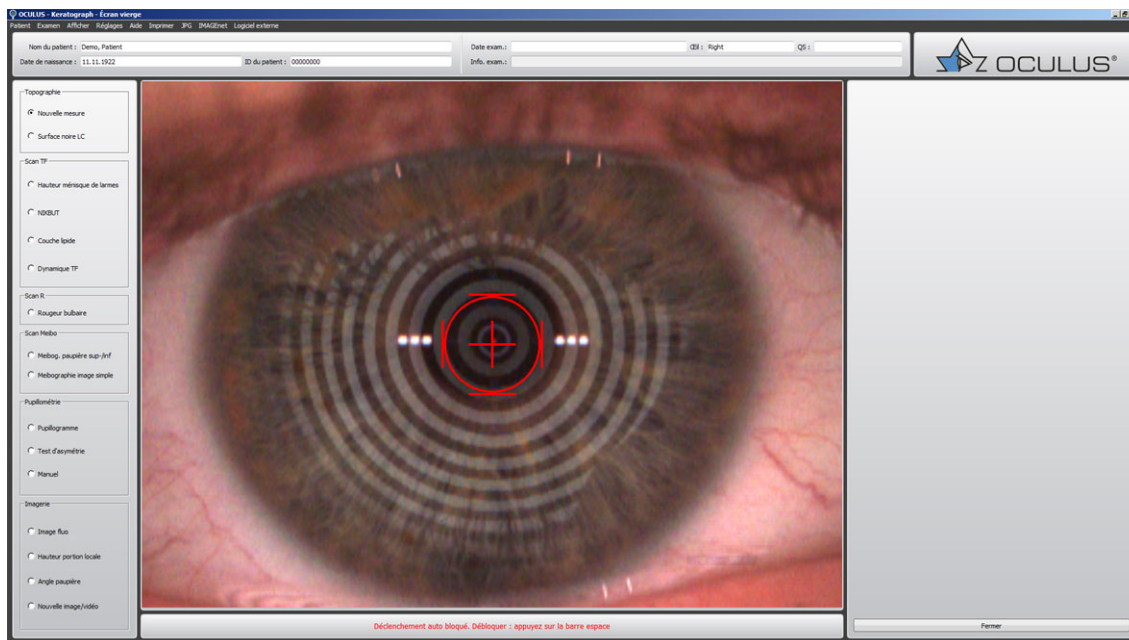 OCULUS - Keratograph - Écran vierge
Patient Examen Afficher Réglages Aide Imprimer JPG IMAGEnet Logiciel externe
Nom du patient : Demo, Patient
Date exam.: Œil : Right QS :
Date de naissance : 11.11.1922 ID du patient : 00000000
Info. exam.:
OCULUS®
Topographie
Nouvelle mesure
Surface noire LC
Scan TF
Hauteur ménisque de larmes
NIKBUT
Couche lipide
Dynamique TF
Scan R
Rougeur bulbaire
Scan Meibo
Meibog. paupière sup-/inf
Meibographie image simple
Pupillométrie
Pupillogramme
Test d'asymétrie
Manuel
Imagerie
Image fluo
Hauteur portion locale
Angle paupière
Nouvelle image/vidéo
Déclenchement auto bloqué. Débloquer : appuyez sur la barre espace
Fermer